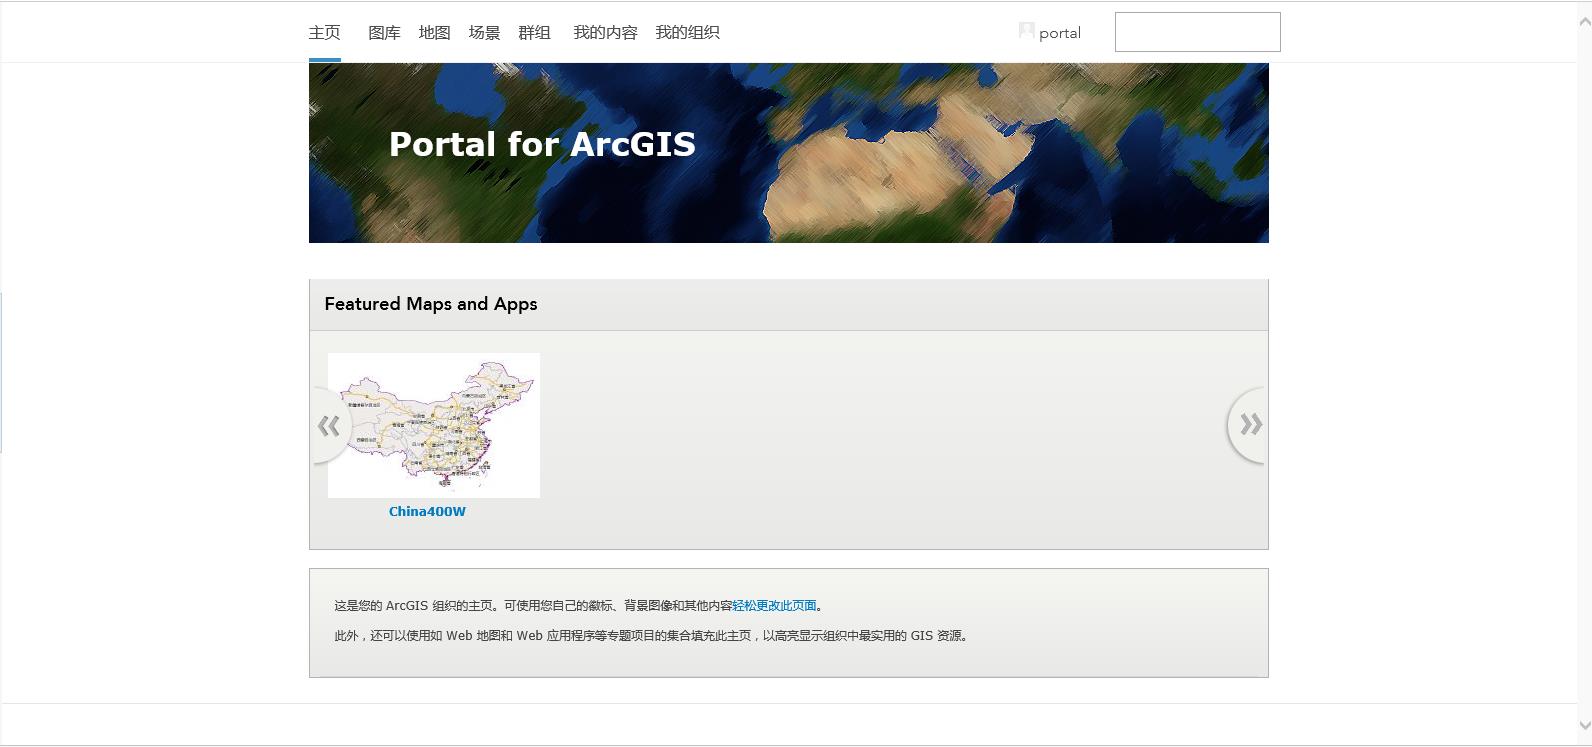 主页 图库 地图 场景 群组 我的内容 我的组织 portal
Portal for ArcGIS
Featured Maps and Apps
China400W
这是您的 ArcGIS 组织的主页。可使用您自己的徽标、背景图像和其他内容轻松更改此页面。
此外，还可以使用如 Web 地图和 Web 应用程序等专题项目的集合填充此主页，以高亮显示组织中最实用的 GIS 资源。